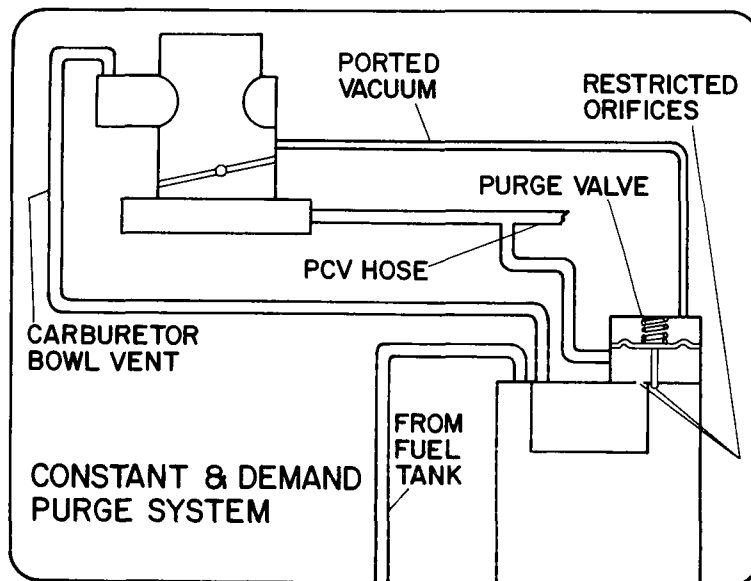 PORTED
VACUUM
RESTRICTED
ORIFICES
PURGE VALVE
PCV HOSE
CARBURETOR
BOWL VENT
FROM
FUEL
TANK
CONSTANT & DEMAND
PURGE SYSTEM